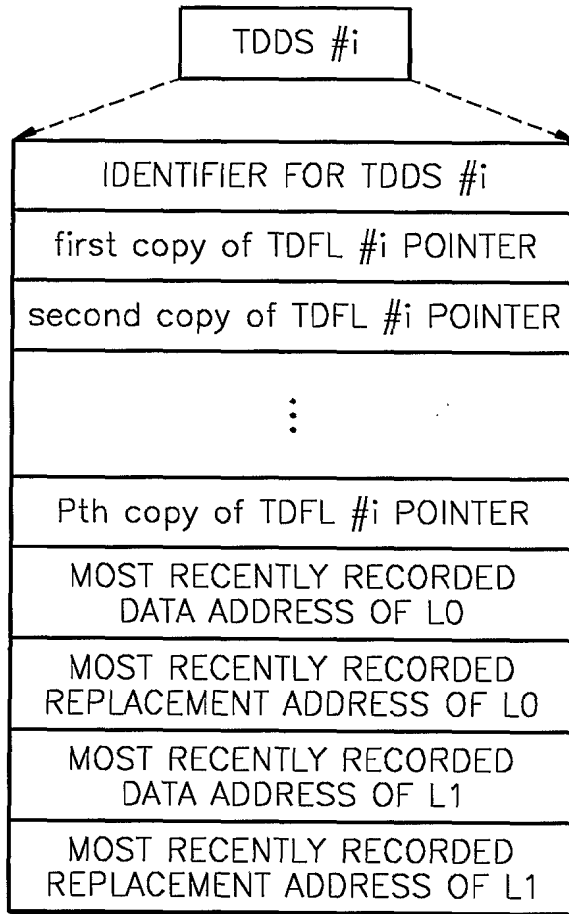 TDDS #i
IDENTIFIER FOR TDDS #i
first copy of TDFL #i POINTER
second copy of TDFL #i POINTER
⋮
Pth copy of TDFL #i POINTER
MOST RECENTLY RECORDED
DATA ADDRESS OF L0
MOST RECENTLY RECORDED
REPLACEMENT ADDRESS OF L0
MOST RECENTLY RECORDED
DATA ADDRESS OF L1
MOST RECENTLY RECORDED
REPLACEMENT ADDRESS OF L1